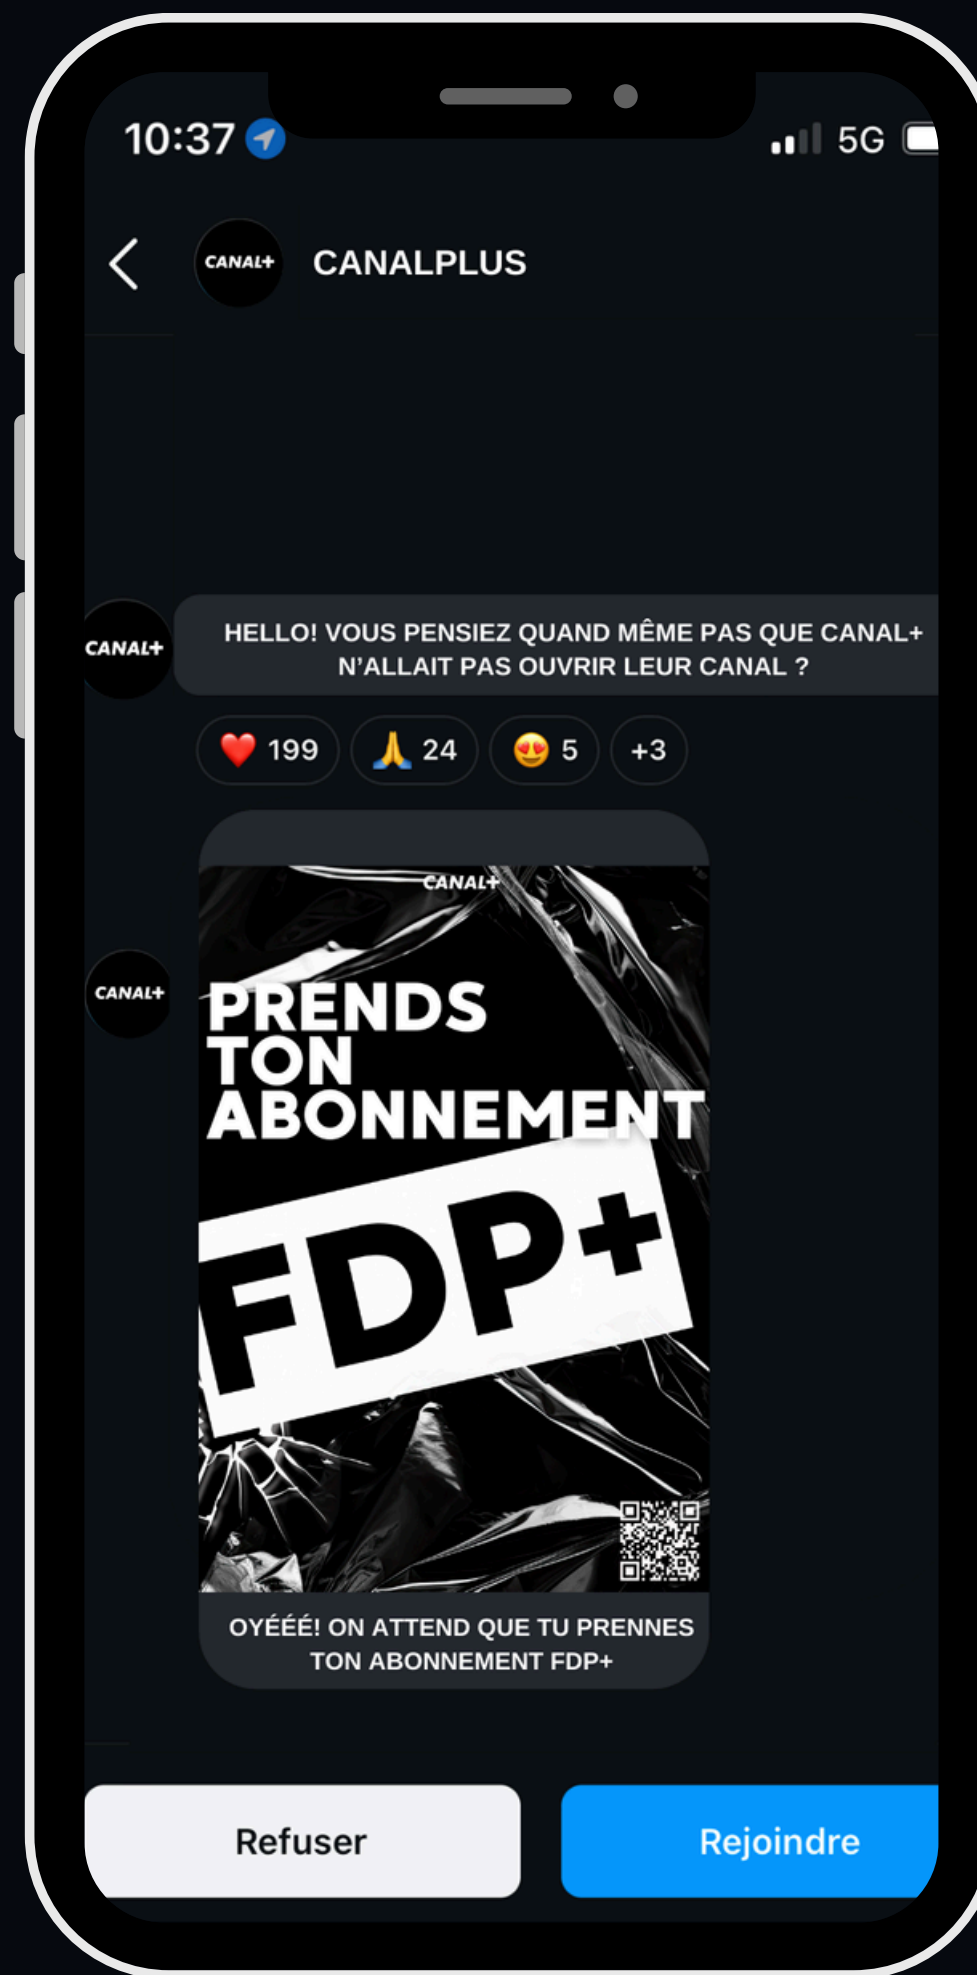 10:37
5G
CANAL+
CANALPLUS
CANAL+
HELLO! VOUS PENSIEZ QUAND MÊME PAS QUE CANAL+
N’ALLAIT PAS OUVRIR LEUR CANAL ?
199
24
5
+3
CANAL+
CANAL+
PRENDS
TON
ABONNEMENT
FDP+
OYÉÉÉ! ON ATTEND QUE TU PRENNES
TON ABONNEMENT FDP+
Refuser
Rejoindre